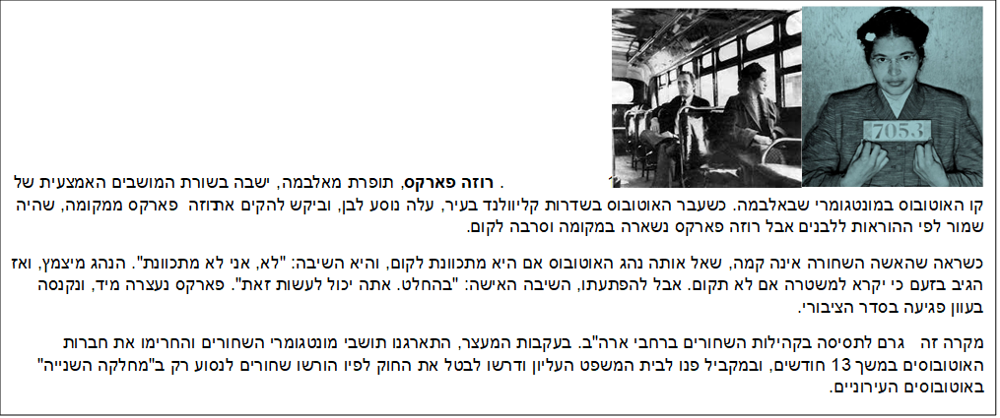 7053
. רוזה פארקס, תופרת מאלבמה, ישבה בשורת המושבים האמצעית של
קו האוטובוס במונטגומרי שבאלבמה. כשעבר האוטובוס בשדרות קליוולנד בעיר, עלה נוסע לבן, וביקש להקים את רוזה פארקס ממקומה, שהיה
שמור לפי ההוראות ללבנים אבל רוזה פארקס נשארה במקומה וסרבה לקום.
כשראה שהאשה השחורה אינה קמה, שאל אותה נהג האוטובוס אם היא מתכוונת לקום, והיא השיבה: "לא, אני לא מתכוונת". הנהג מיצמץ, ואז
הגיב בזעם כי יקרא למשטרה אם לא תקום. אבל להפתעתו, השיבה האישה: "בהחלט. אתה יכול לעשות זאת". פארקס נעצרה מיד, ונקנסה
בעוון פגיעה בסדר הציבורי.
מקרה זה גרם לתסיסה בקהילות השחורים ברחבי ארה"ב. בעקבות המעצר, התארגנו תושבי מונטגומרי השחורים והחרימו את חברות
האוטובוסים במשך 13 חודשים, ובמקביל פנו לבית המשפט העליון ודרשו לבטל את החוק לפיו הורשו שחורים לנסוע רק ב"מחלקה השנייה"
באוטובוסים העירוניים.